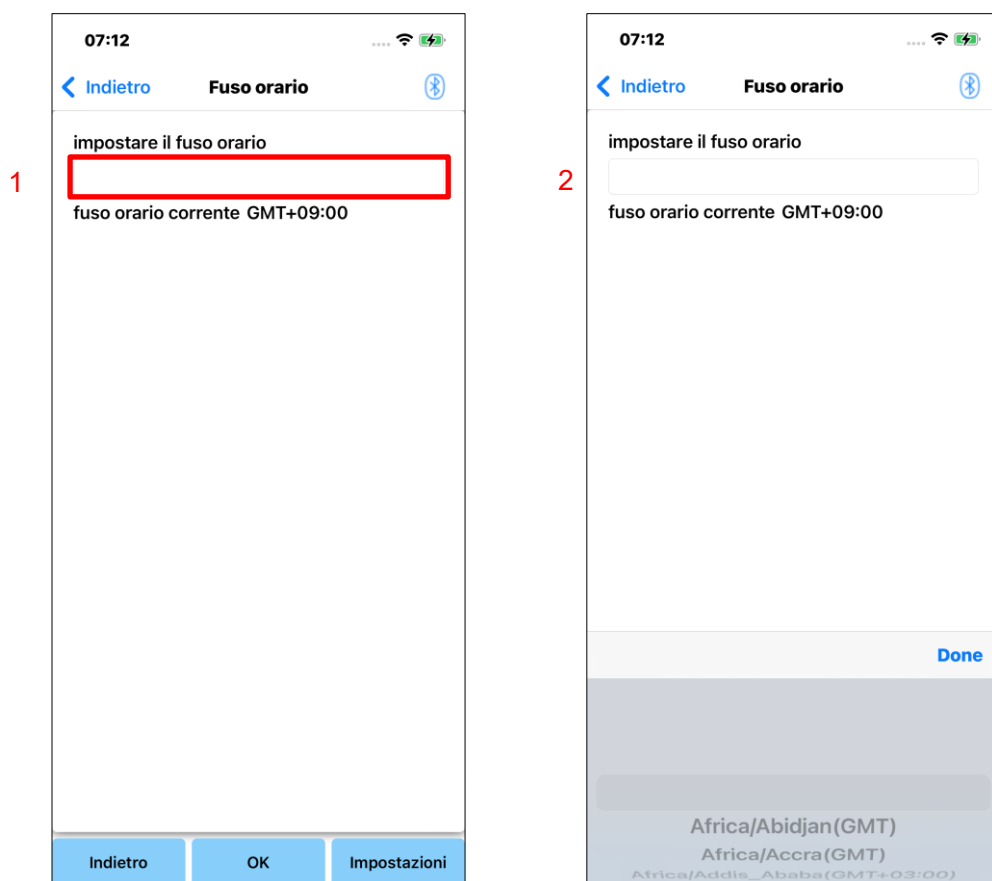 07:12
Indietro Fuso orario
impostare il fuso orario
1
fuso orario corrente GMT+09:00
Indietro OK Impostazioni
07:12
Indietro Fuso orario
impostare il fuso orario
2
fuso orario corrente GMT+09:00
Done
Africa/Abidjan(GMT)
Africa/Accra(GMT)
Africa/Addis_Ababa(GMT+03:00)